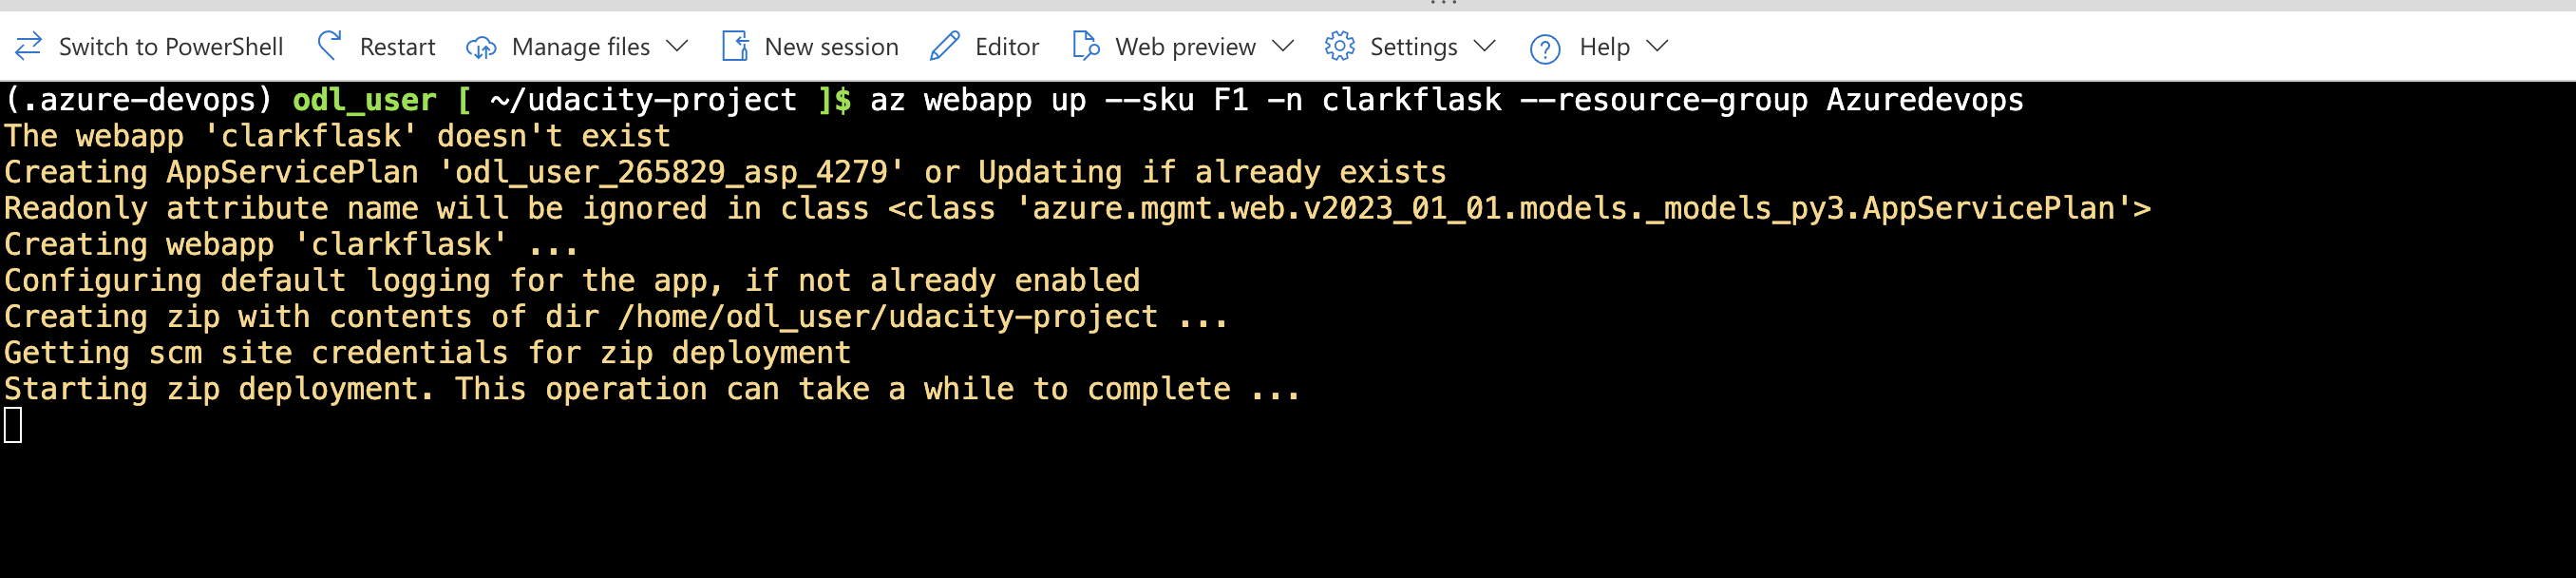 Switch to PowerShell Restart Manage files New session Editor Web preview Settings Help
(.azure-devops) odl_user [ ~/udacity-project ]$ az webapp up --sku F1 -n clarkflask --resource-group Azuredevops
The webapp 'clarkflask' doesn't exist
Creating AppServicePlan 'odl_user_265829_asp_4279' or Updating if already exists
Readonly attribute name will be ignored in class <class 'azure.mgmt.web.v2023_01_01.models._models_py3.AppServicePlan'>
Creating webapp 'clarkflask' ...
Configuring default logging for the app, if not already enabled
Creating zip with contents of dir /home/odl_user/udacity-project ...
Getting scm site credentials for zip deployment
Starting zip deployment. This operation can take a while to complete ...